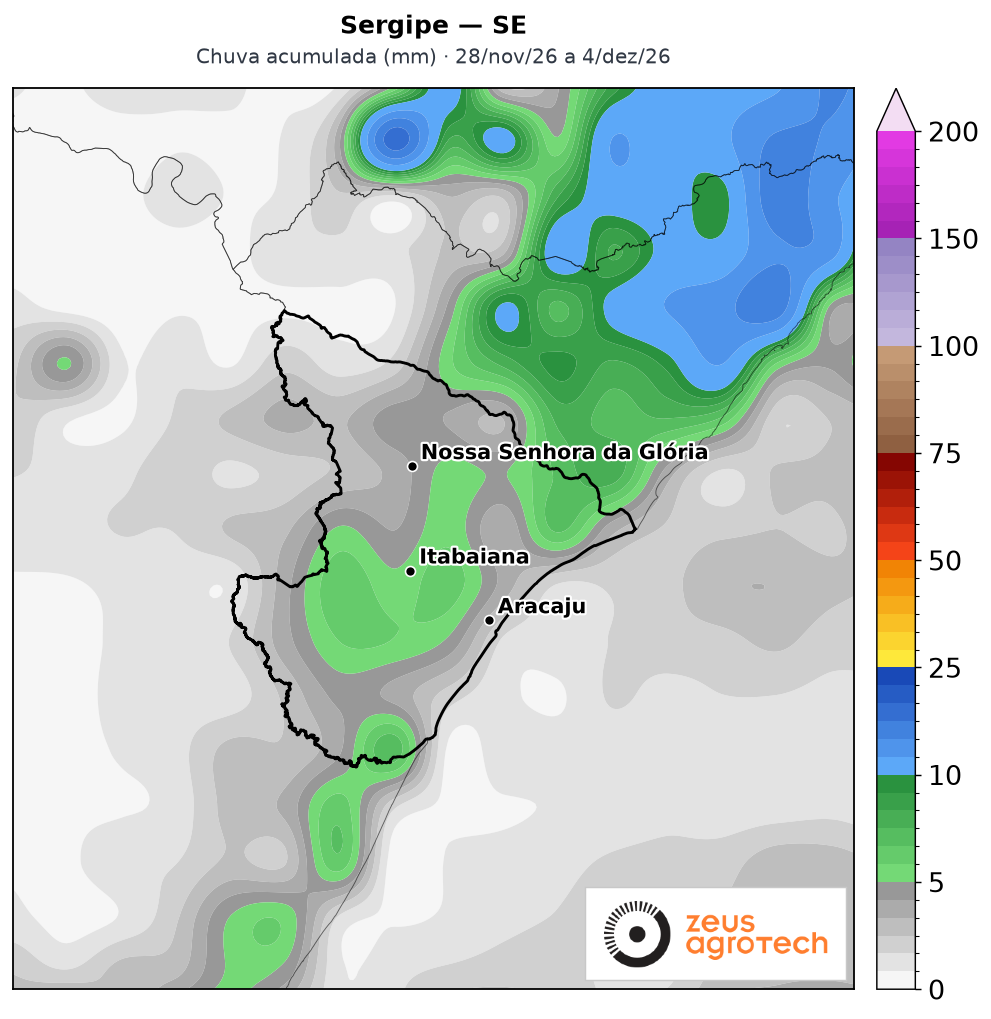 Sergipe — SE
Chuva acumulada (mm) · 28/nov/26 a 4/dez/26
200
150
100
75
50
25
10
5
0
Nossa Senhora da Glória
Itabaiana
Aracaju
zeus
agrotech